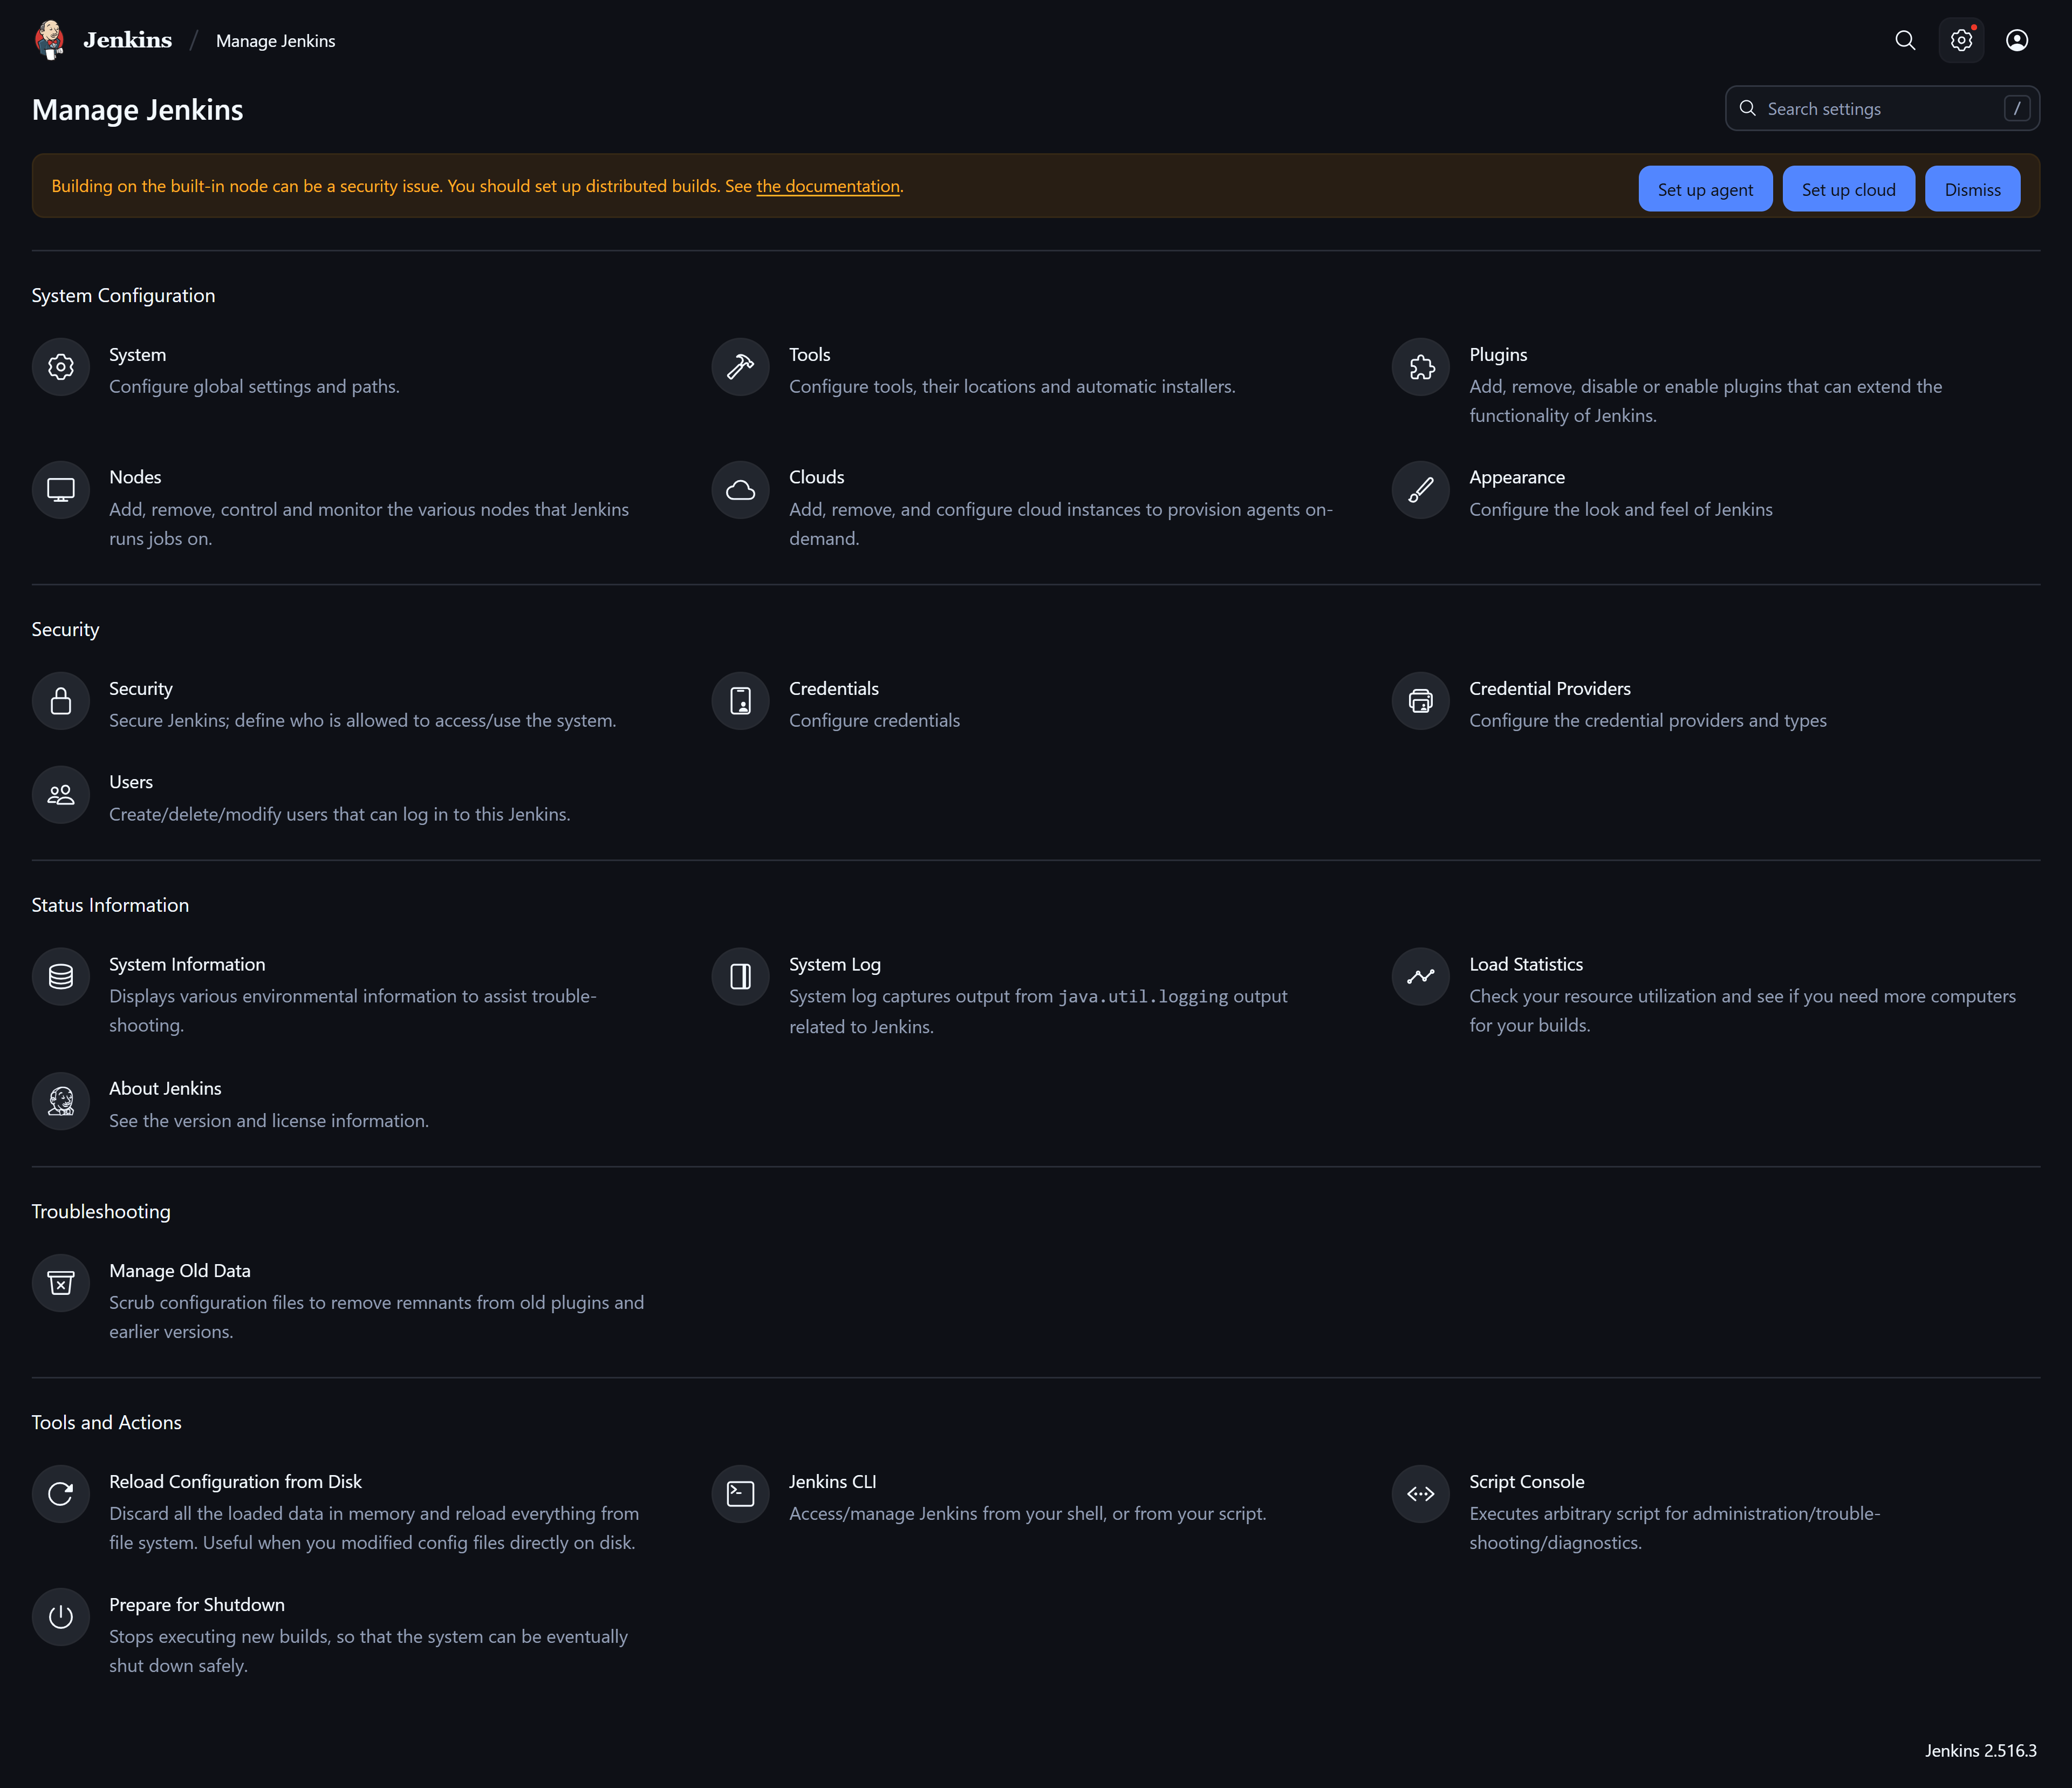 Jenkins / Manage Jenkins
Manage Jenkins
Search settings /
Building on the built-in node can be a security issue. You should set up distributed builds. See the documentation.
Set up agent
Set up cloud
Dismiss
System Configuration
System
Configure global settings and paths.
Tools
Configure tools, their locations and automatic installers.
Plugins
Add, remove, disable or enable plugins that can extend the
functionality of Jenkins.
Nodes
Add, remove, control and monitor the various nodes that Jenkins
runs jobs on.
Clouds
Add, remove, and configure cloud instances to provision agents on-
demand.
Appearance
Configure the look and feel of Jenkins
Security
Security
Secure Jenkins; define who is allowed to access/use the system.
Credentials
Configure credentials
Credential Providers
Configure the credential providers and types
Users
Create/delete/modify users that can log in to this Jenkins.
Status Information
System Information
Displays various environmental information to assist trouble-
shooting.
System Log
System log captures output from java.util.logging output
related to Jenkins.
Load Statistics
Check your resource utilization and see if you need more computers
for your builds.
About Jenkins
See the version and license information.
Troubleshooting
Manage Old Data
Scrub configuration files to remove remnants from old plugins and
earlier versions.
Tools and Actions
Reload Configuration from Disk
Discard all the loaded data in memory and reload everything from
file system. Useful when you modified config files directly on disk.
Jenkins CLI
Access/manage Jenkins from your shell, or from your script.
Script Console
Executes arbitrary script for administration/trouble-
shooting/diagnostics.
Prepare for Shutdown
Stops executing new builds, so that the system can be eventually
shut down safely.
Jenkins 2.516.3